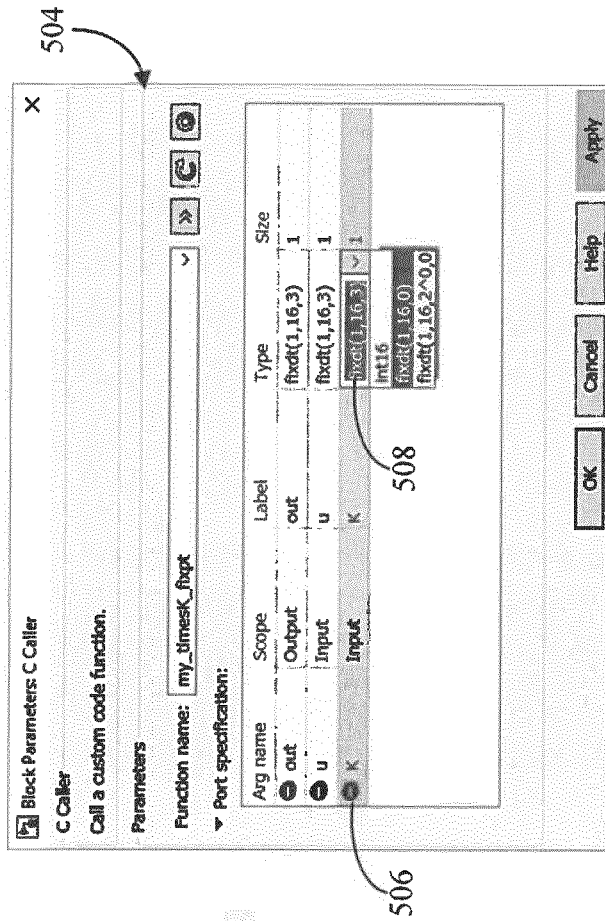 504
Block Parameters: C Caller
X
C Caller
Call a custom code function.
Parameters
Function name: my_timesK_fixpt
Port specification:
Arg name Scope Label Type Size
out Output out fixdt(1,16,3) 1
u Input u fixdt(1,16,3) 1
K Input K fixdt(1,16,3) 1
int16
fixdt(1,16,0)
fixdt(1,16,2^0,0
506
508
OK Cancel Help Apply